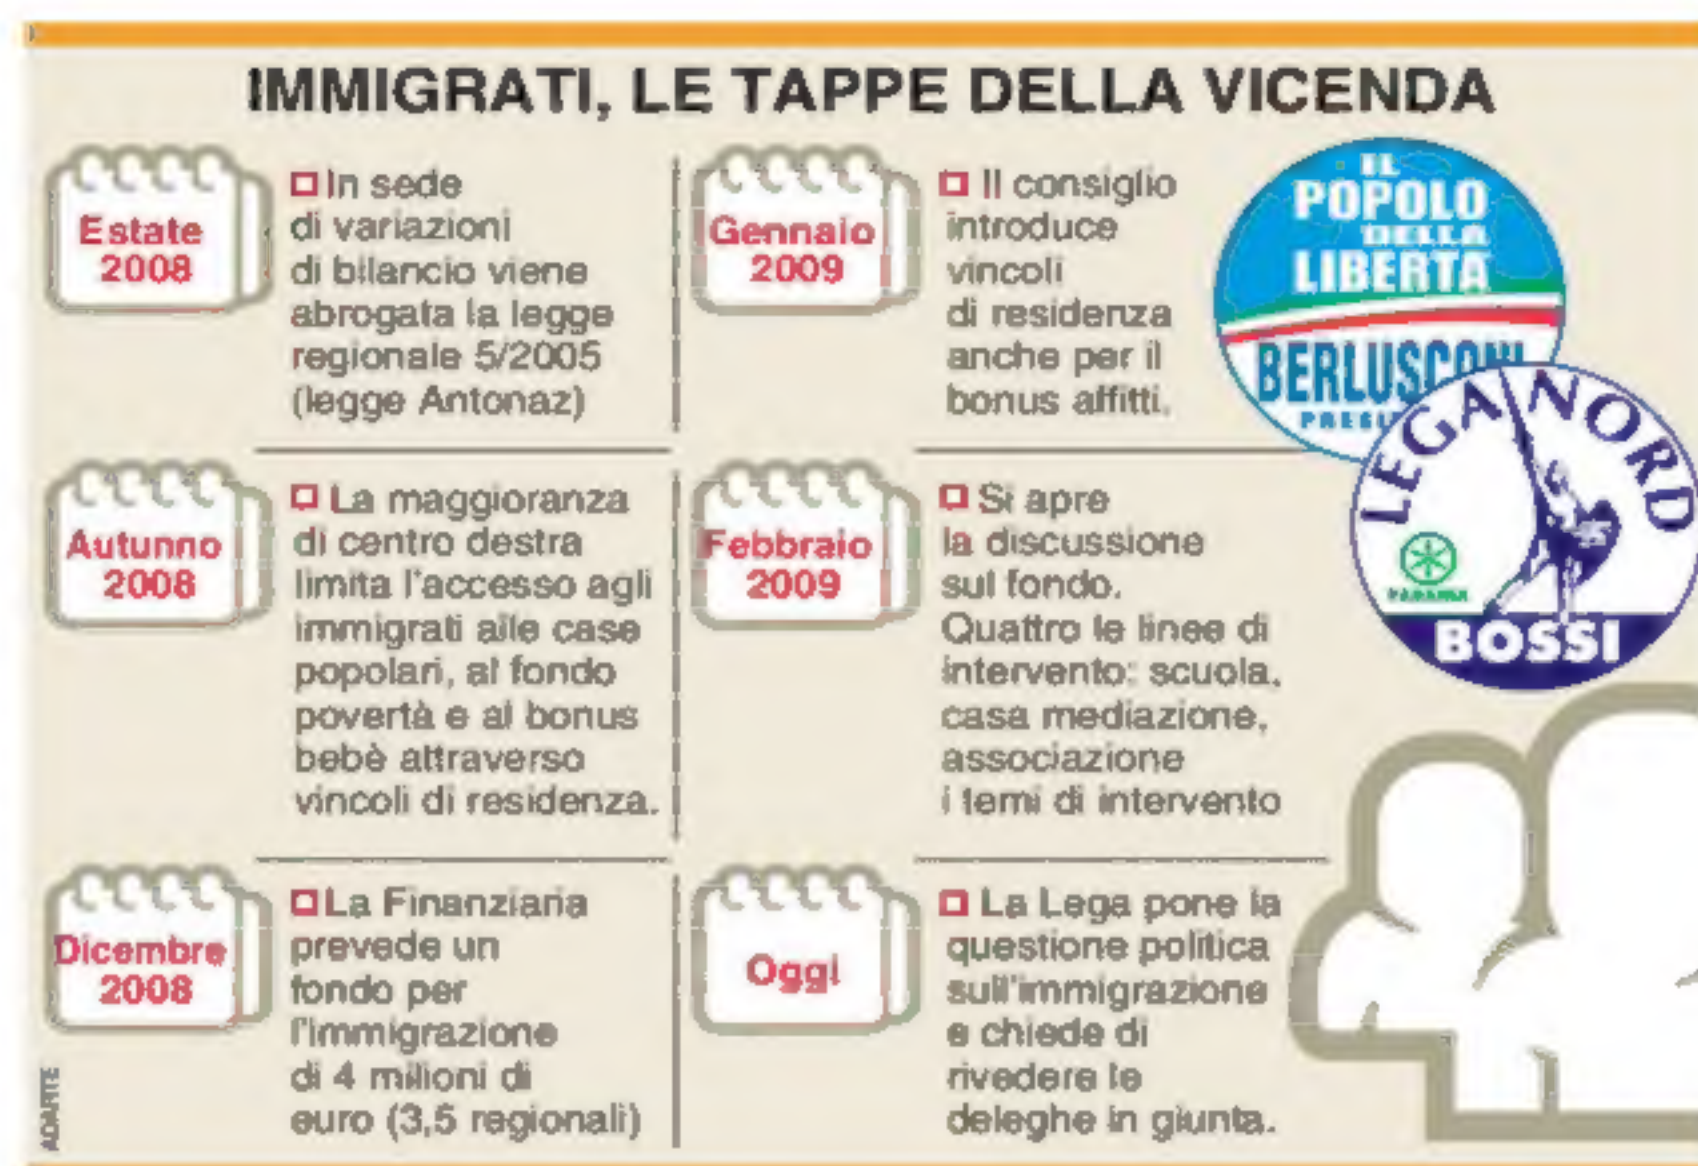 IMMIGRATI, LE TAPPE DELLA VICENDA
Estate
2008
In sede
di variazioni
di bilancio viene
abrogata la legge
regionale 5/2005
(legge Antonaz)
Autunno
2008
La maggioranza
di centro destra
limita l'accesso agli
immigrati alle case
popolari, al fondo
povertà e al bonus
bebè attraverso
vincoli di residenza.
Dicembre
2008
La Finanziaria
prevede un
fondo per
l'immigrazione
di 4 milioni di
euro (3,5 regionali)
Gennaio
2009
Il consiglio
introduce
vincoli
di residenza
anche per il
bonus affitti.
Febbraio
2009
Si apre
la discussione
sul fondo.
Quattro le linee di
intervento: scuola,
casa mediazione,
associazione
i temi di intervento
Oggi
La Lega pone la
questione politica
sull'immigrazione
e chiede di
rivedere le
deleghe in giunta.
IL
POPOLO
DELLA
LIBERTÀ
BERLUSCONI
LEGA NORD
PADANIA
BOSSI
ADARTE